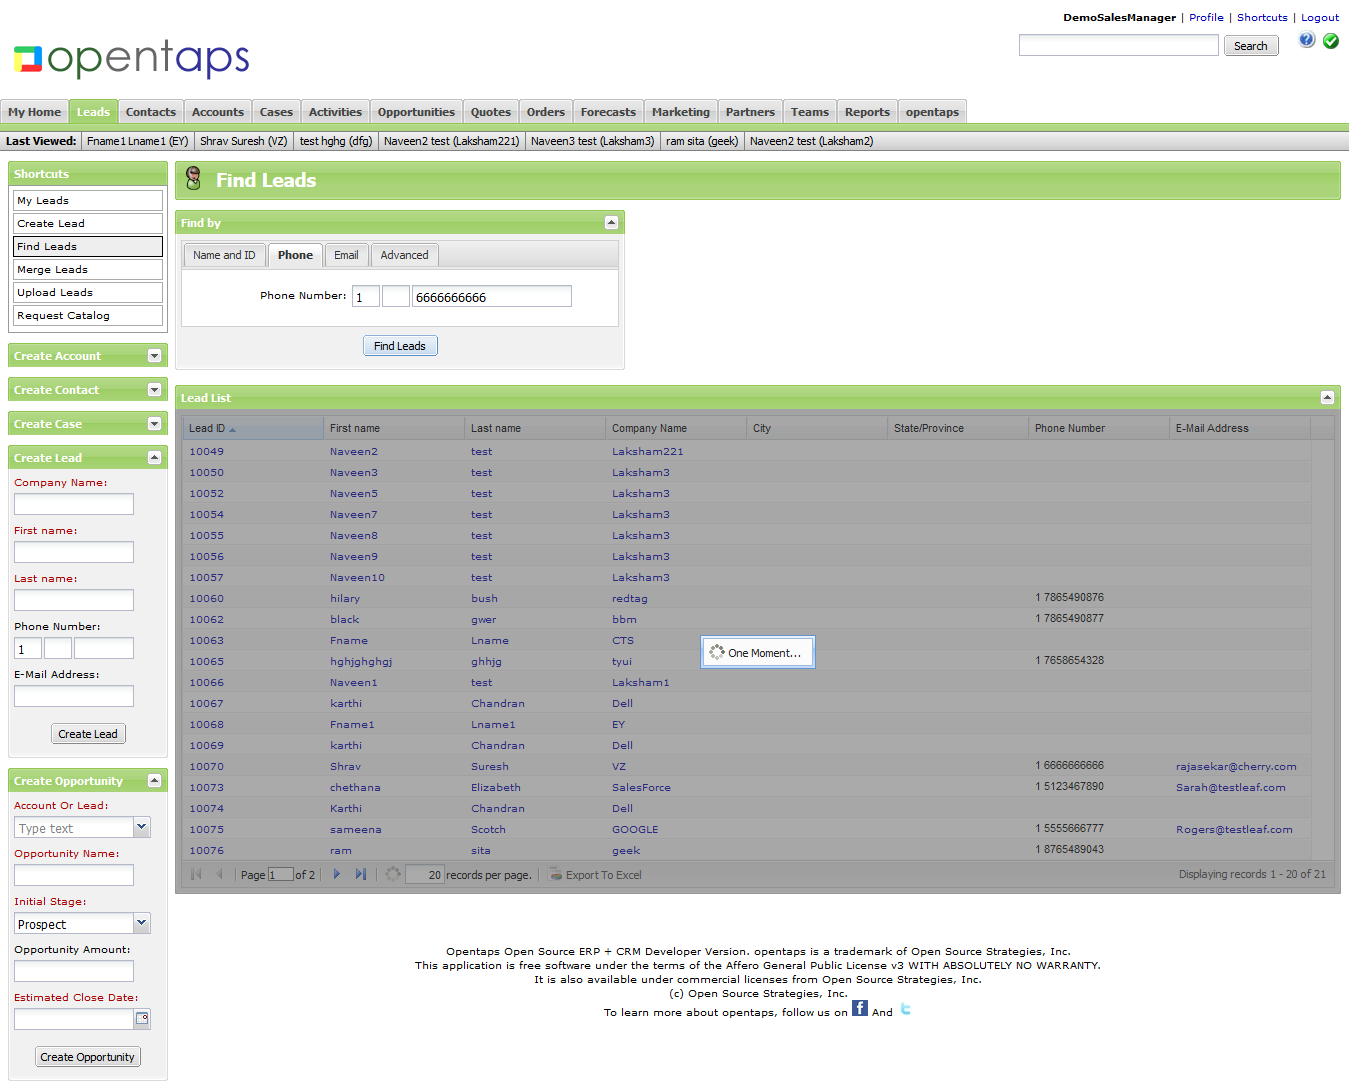 DemoSalesManager | Profile | Shortcuts | Logout
opentaps
Search
My Home Leads Contacts Accounts Cases Activities Opportunities Quotes Orders Forecasts Marketing Partners Teams Reports opentaps
Last Viewed: Fname1 Lname1 (EY) Shrav Suresh (VZ) test hghg (dfg) Naveen2 test (Laksham221) Naveen3 test (Laksham3) ram sita (geek) Naveen2 test (Laksham2)
Shortcuts
My Leads
Create Lead
Find Leads
Merge Leads
Upload Leads
Request Catalog
Create Account
Create Contact
Create Case
Create Lead
Company Name:
First name:
Last name:
Phone Number:
1
E-Mail Address:
Create Lead
Create Opportunity
Account Or Lead:
Type text
Opportunity Name:
Initial Stage:
Prospect
Opportunity Amount:
Estimated Close Date:
Create Opportunity
Find Leads
Find by
Name and ID Phone Email Advanced
Phone Number: 1 6666666666
Find Leads
Lead List
Lead ID First name Last name Company Name City State/Province Phone Number E-Mail Address
10049 Naveen2 test Laksham221
10050 Naveen3 test Laksham3
10052 Naveen5 test Laksham3
10054 Naveen7 test Laksham3
10055 Naveen8 test Laksham3
10056 Naveen9 test Laksham3
10057 Naveen10 test Laksham3
10060 hilary bush redtag 1 7865490876
10062 black gwer bbm 1 7865490877
10063 Fname Lname CTS
10065 hghjghghgj ghhjg tyui 1 7658654328
One Moment...
10066 Naveen1 test Laksham1
10067 karthi Chandran Dell
10068 Fname1 Lname1 EY
10069 karthi Chandran Dell
10070 Shrav Suresh VZ 1 6666666666 rajasekar@cherry.com
10073 chethana Elizabeth SalesForce 1 5123467890 Sarah@testleaf.com
10074 Karthi Chandran Dell
10075 sameena Scotch GOOGLE 1 5555666777 Rogers@testleaf.com
10076 ram sita geek 1 8765489043
Page 1 of 2 20 records per page. Export To Excel Displaying records 1 - 20 of 21
Opentaps Open Source ERP + CRM Developer Version. opentaps is a trademark of Open Source Strategies, Inc.
This application is free software under the terms of the Affero General Public License v3 WITH ABSOLUTELY NO WARRANTY.
It is also available under commercial licenses from Open Source Strategies, Inc.
(c) Open Source Strategies, Inc.
To learn more about opentaps, follow us on f And t